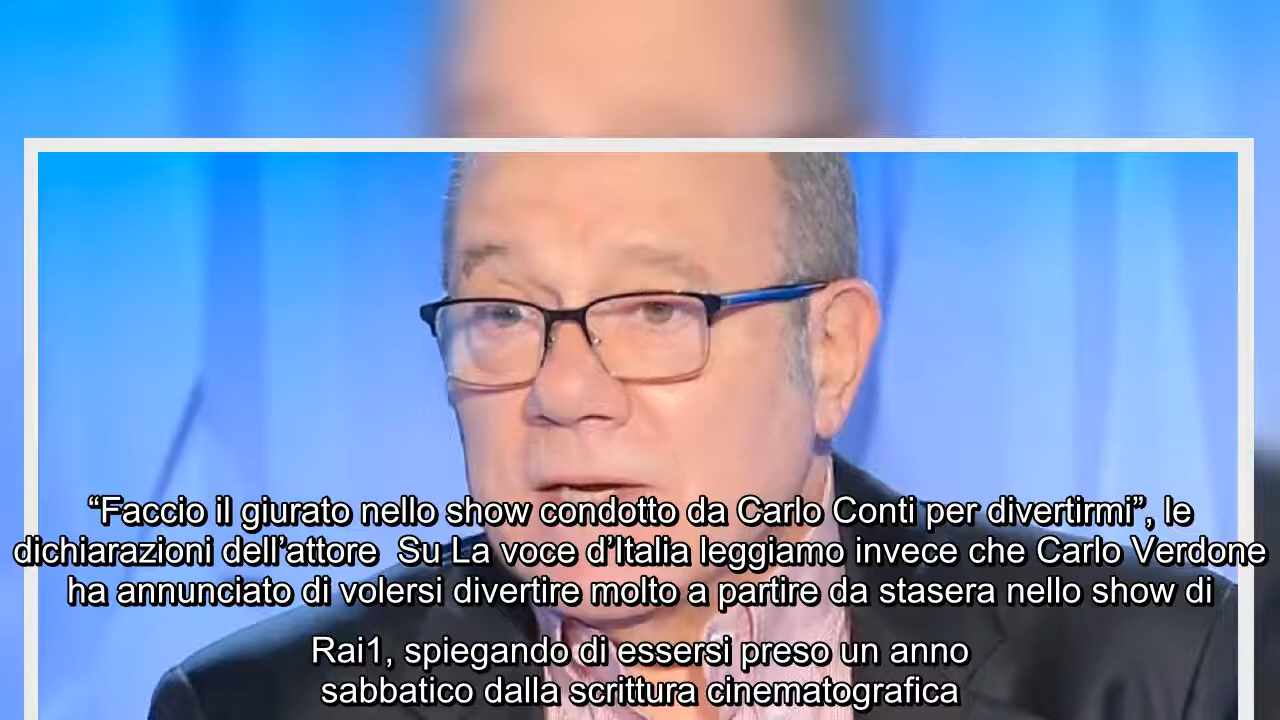 “Faccio il giurato nello show condotto da Carlo Conti per divertirmi”, le
dichiarazioni dell’attore  Su La voce d’Italia leggiamo invece che Carlo Verdone
ha annunciato di volersi divertire molto a partire da stasera nello show di
Rai1, spiegando di essersi preso un anno
sabbatico dalla scrittura cinematografica